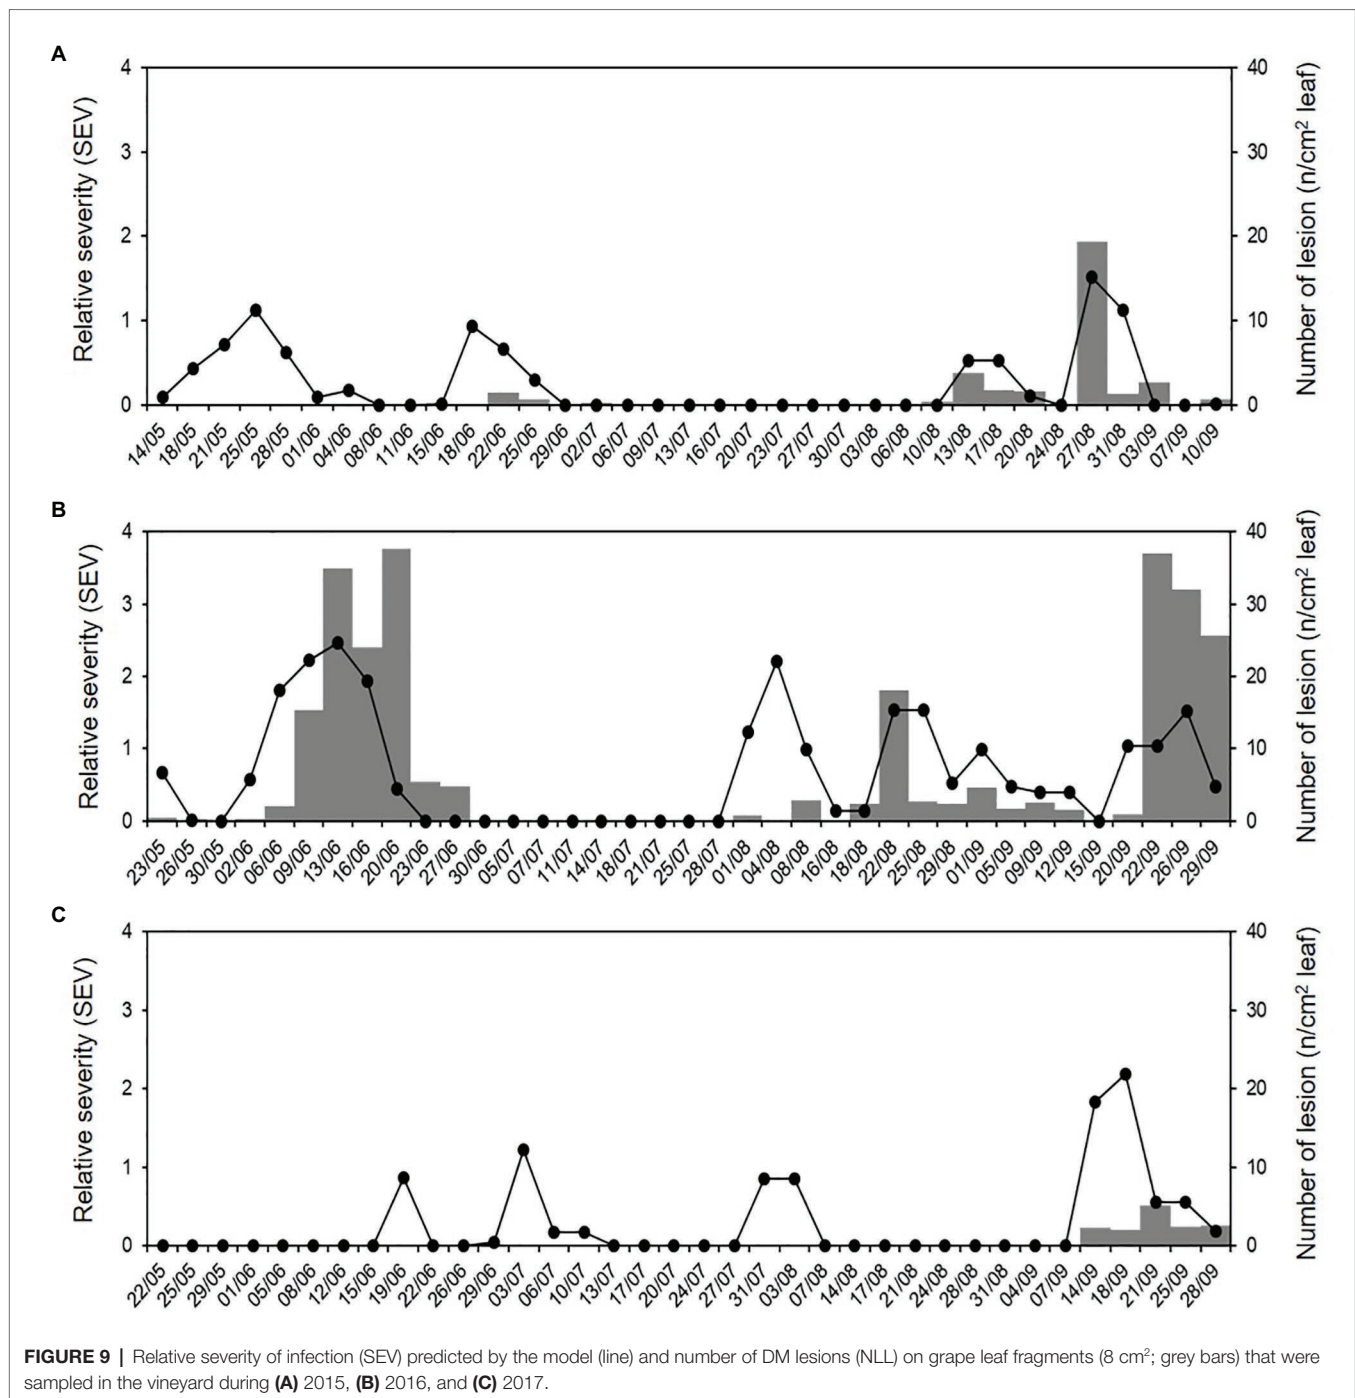 A
Relative severity (SEV)
4
3
2
1
0
40
30
20
10
0
Number of lesion (n/cm² leaf)
14/05 18/05 21/05 25/05 28/05 01/06 04/06 08/06 11/06 15/06 18/06 22/06 25/06 29/06 02/07 06/07 09/07 13/07 16/07 20/07 23/07 27/07 30/07 03/08 06/08 10/08 13/08 17/08 20/08 24/08 27/08 31/08 03/09 07/09 10/09
B
Relative severity (SEV)
4
3
2
1
0
40
30
20
10
0
Number of lesion (n/cm² leaf)
23/05 26/05 30/05 02/06 06/06 09/06 13/06 16/06 20/06 23/06 27/06 30/06 05/07 07/07 11/07 14/07 18/07 21/07 25/07 28/07 01/08 04/08 08/08 16/08 18/08 22/08 25/08 29/08 01/09 05/09 09/09 12/09 15/09 20/09 22/09 26/09 29/09
C
Relative severity (SEV)
4
3
2
1
0
40
30
20
10
0
Number of lesion (n/cm² leaf)
22/05 25/05 29/05 01/06 05/06 08/06 12/06 15/06 19/06 22/06 26/06 29/06 03/07 06/07 10/07 13/07 17/07 20/07 24/07 27/07 31/07 03/08 07/08 10/08 17/08 21/08 24/08 28/08 31/08 04/09 07/09 14/09 18/09 21/09 25/09 28/09
FIGURE 9 | Relative severity of infection (SEV) predicted by the model (line) and number of DM lesions (NLL) on grape leaf fragments (8 cm²; grey bars) that were
sampled in the vineyard during (A) 2015, (B) 2016, and (C) 2017.